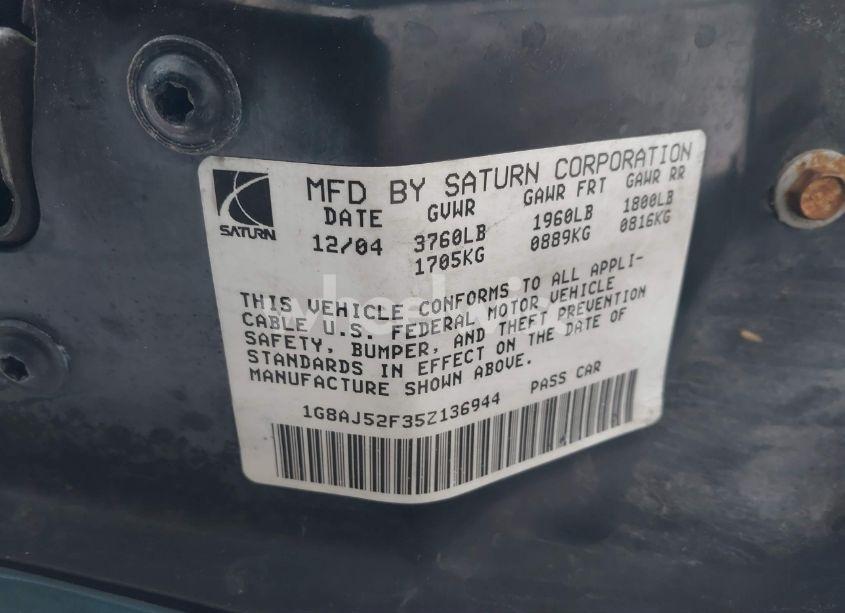 MFD BY SATURN CORPORATION
DATE GVWR GAWR FRT GAWR RR
12/04 3760LB 1960LB 1800LB
1705KG 0889KG 0816KG
SATURN
THIS VEHICLE CONFORMS TO ALL APPLI-
CABLE U.S. FEDERAL MOTOR VEHICLE
SAFETY, BUMPER, AND THEFT PREVENTION
STANDARDS IN EFFECT ON THE DATE OF
MANUFACTURE SHOWN ABOVE.
1G8AJ52F35Z136944 PASS CAR